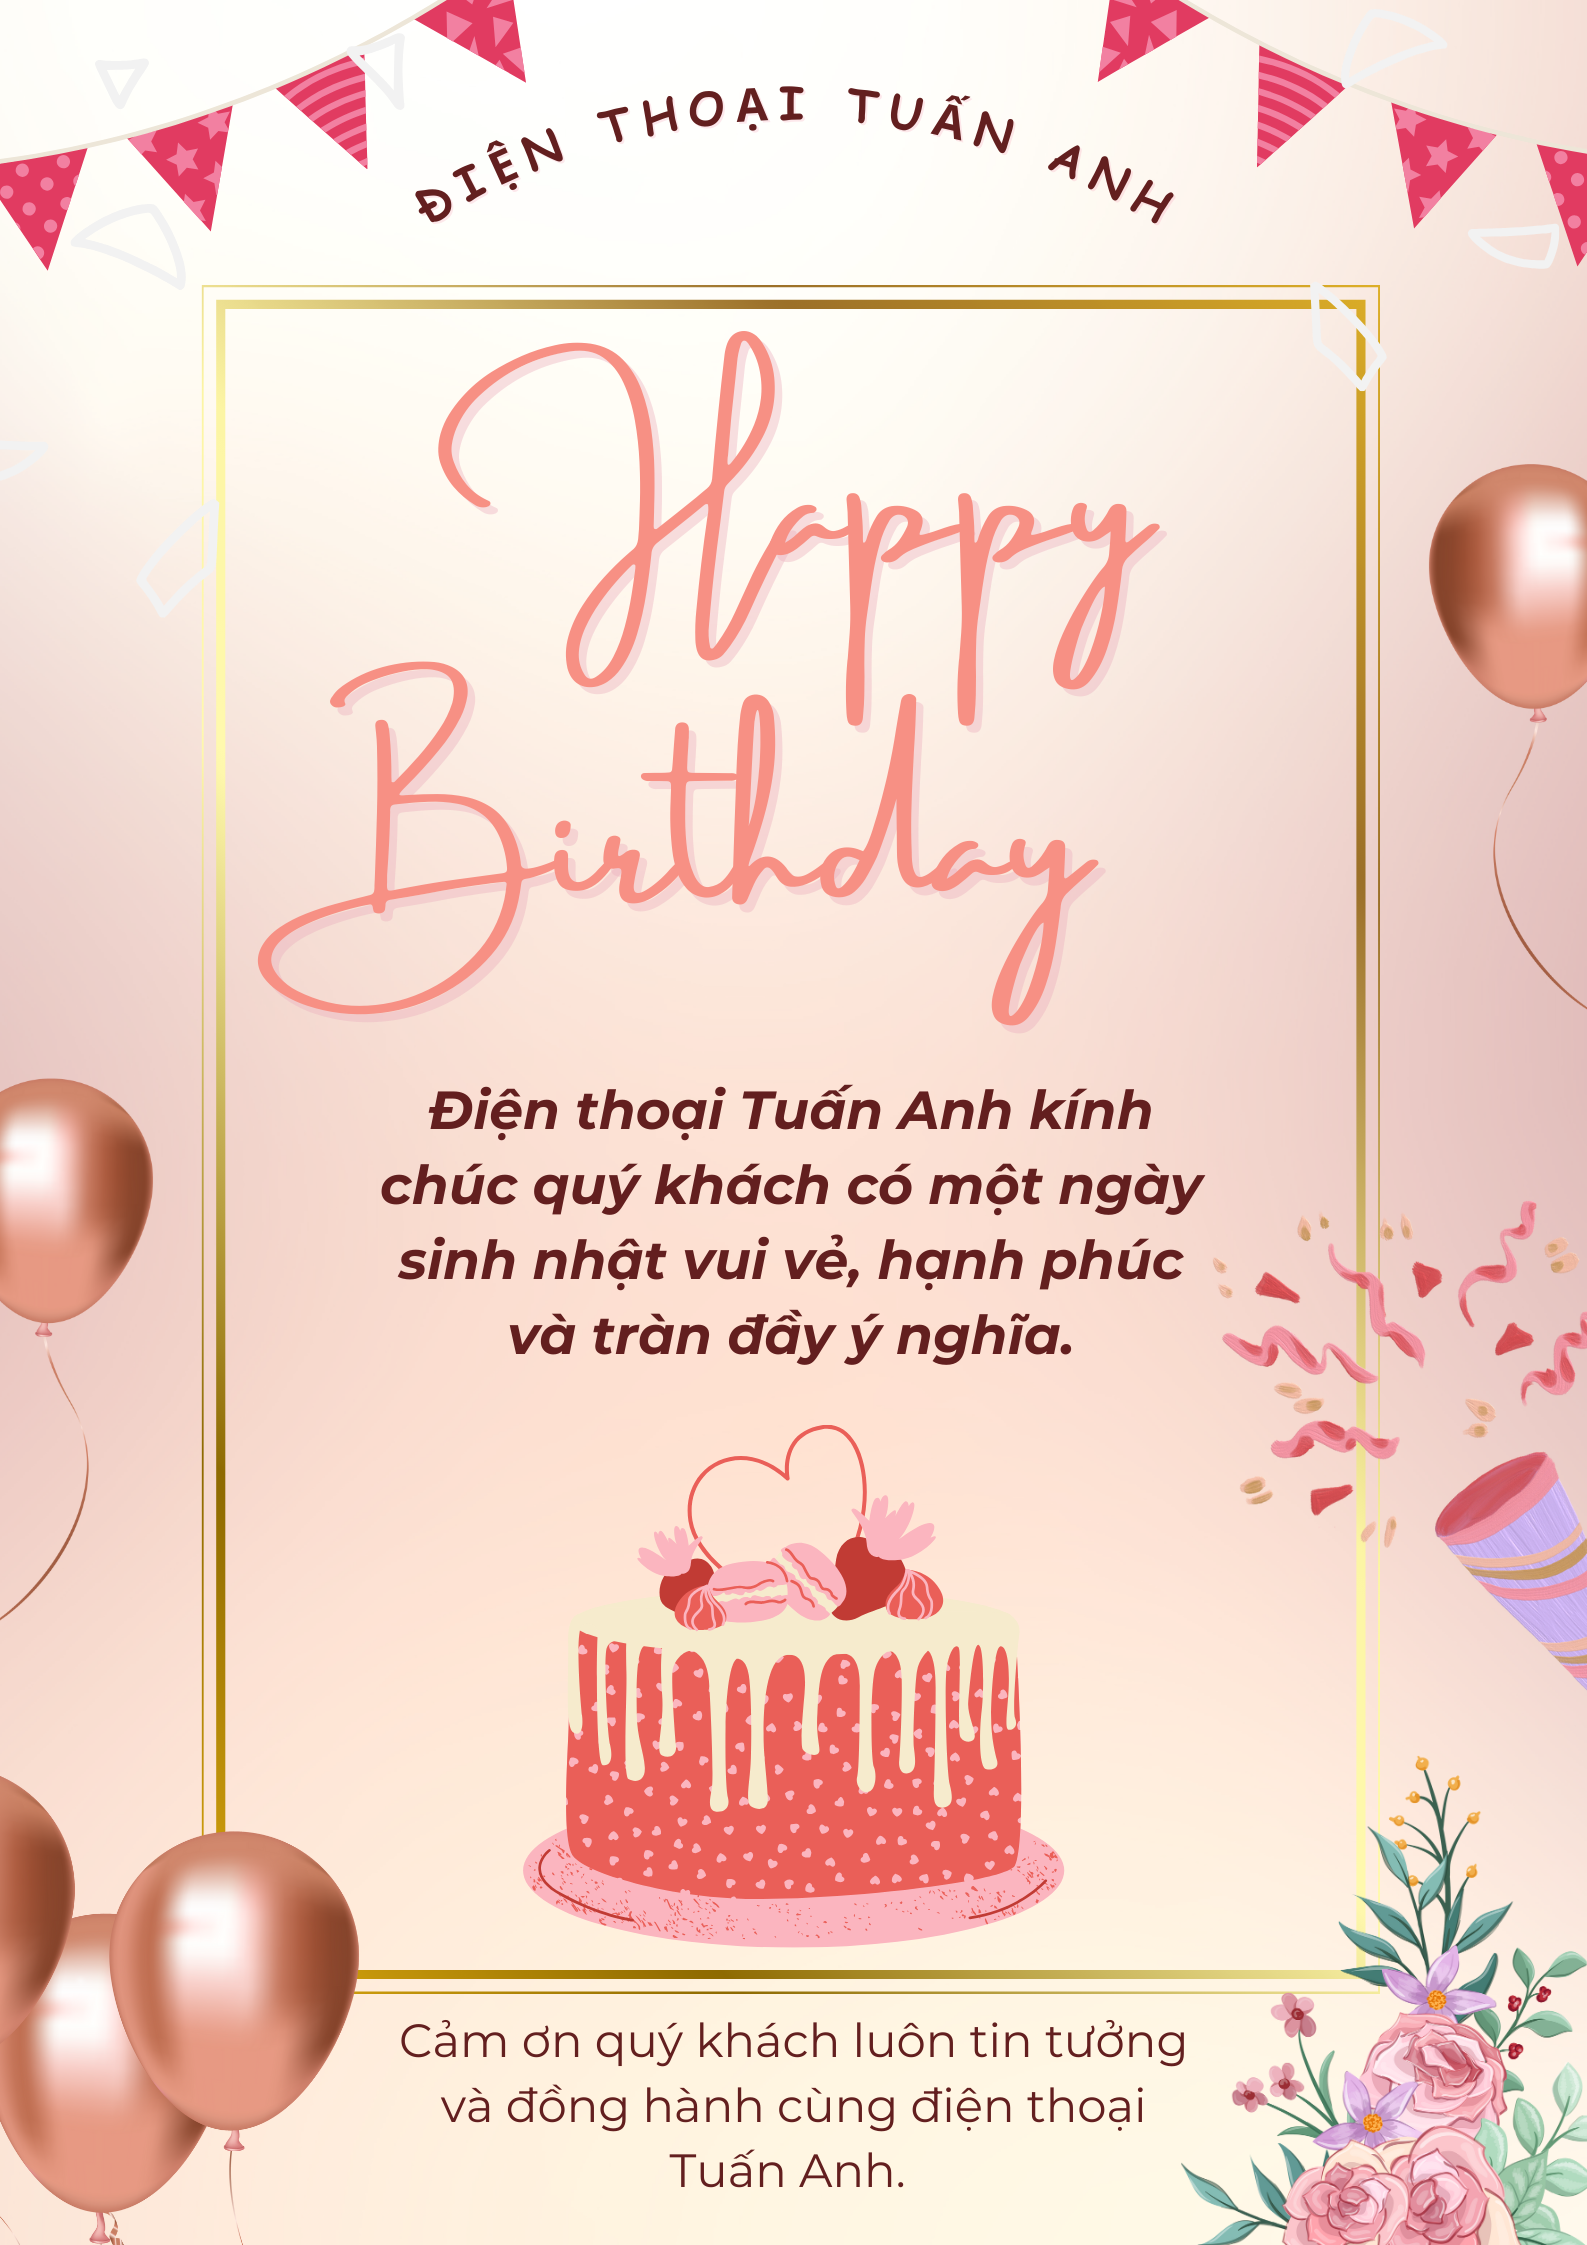 ĐIỆN THOẠI TUẤN ANH
Happy
Birthday
Điện thoại Tuấn Anh kính
chúc quý khách có một ngày
sinh nhật vui vẻ, hạnh phúc
và tràn đầy ý nghĩa.
Cảm ơn quý khách luôn tin tưởng
và đồng hành cùng điện thoại
Tuấn Anh.